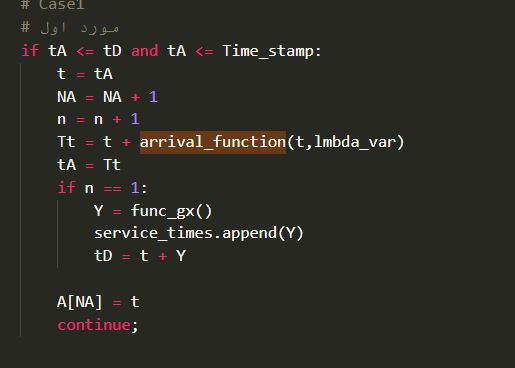 # Case1
# مورد اول
if tA <= tD and tA <= Time_stamp:
t = tA
NA = NA + 1
n = n + 1
Tt = t + arrival_function(t,lmbda_var)
tA = Tt
if n == 1:
Y = func_gx()
service_times.append(Y)
tD = t + Y
A[NA] = t
continue;